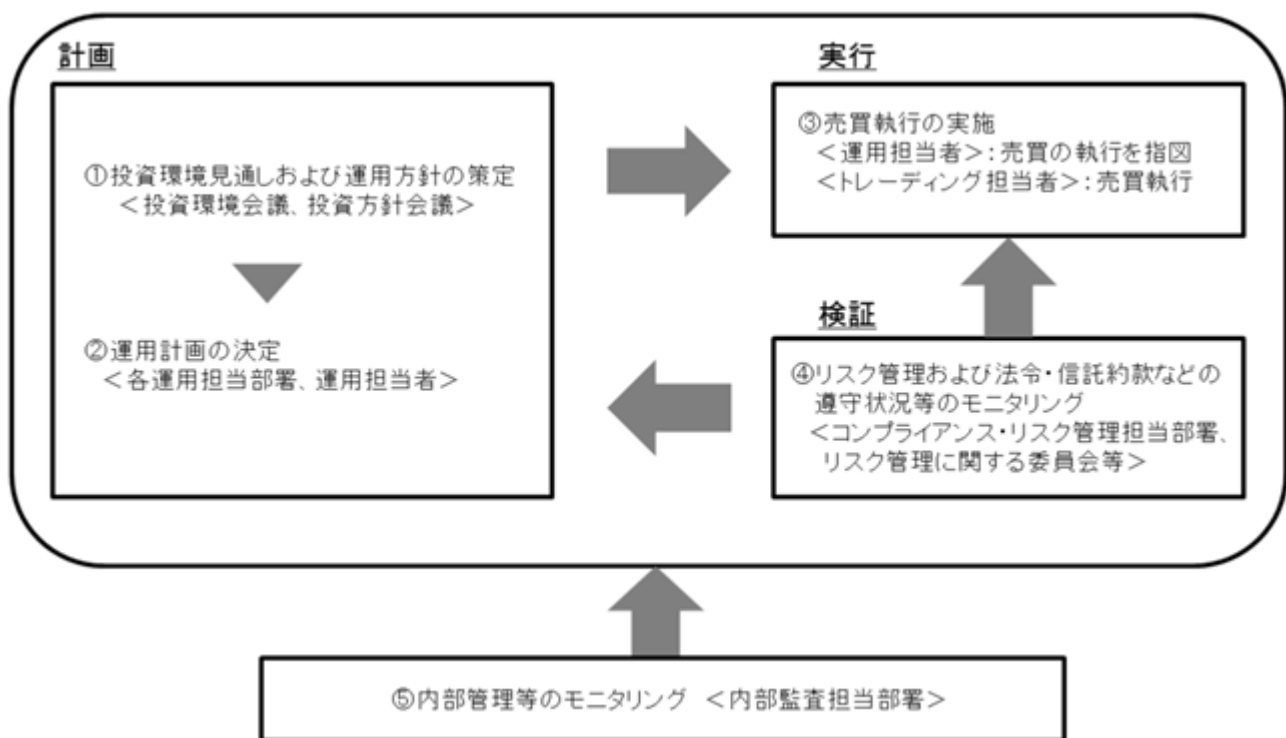 計画
①投資環境見通しおよび運用方針の策定
＜投資環境会議、投資方針会議＞
②運用計画の決定
＜各運用担当部署、運用担当者＞
実行
③売買執行の実施
＜運用担当者＞：売買の執行を指図
＜トレーディング担当者＞：売買執行
検証
④リスク管理および法令・信託約款などの
遵守状況等のモニタリング
＜コンプライアンス・リスク管理担当部署、
リスク管理に関する委員会等＞
⑤内部管理等のモニタリング ＜内部監査担当部署＞